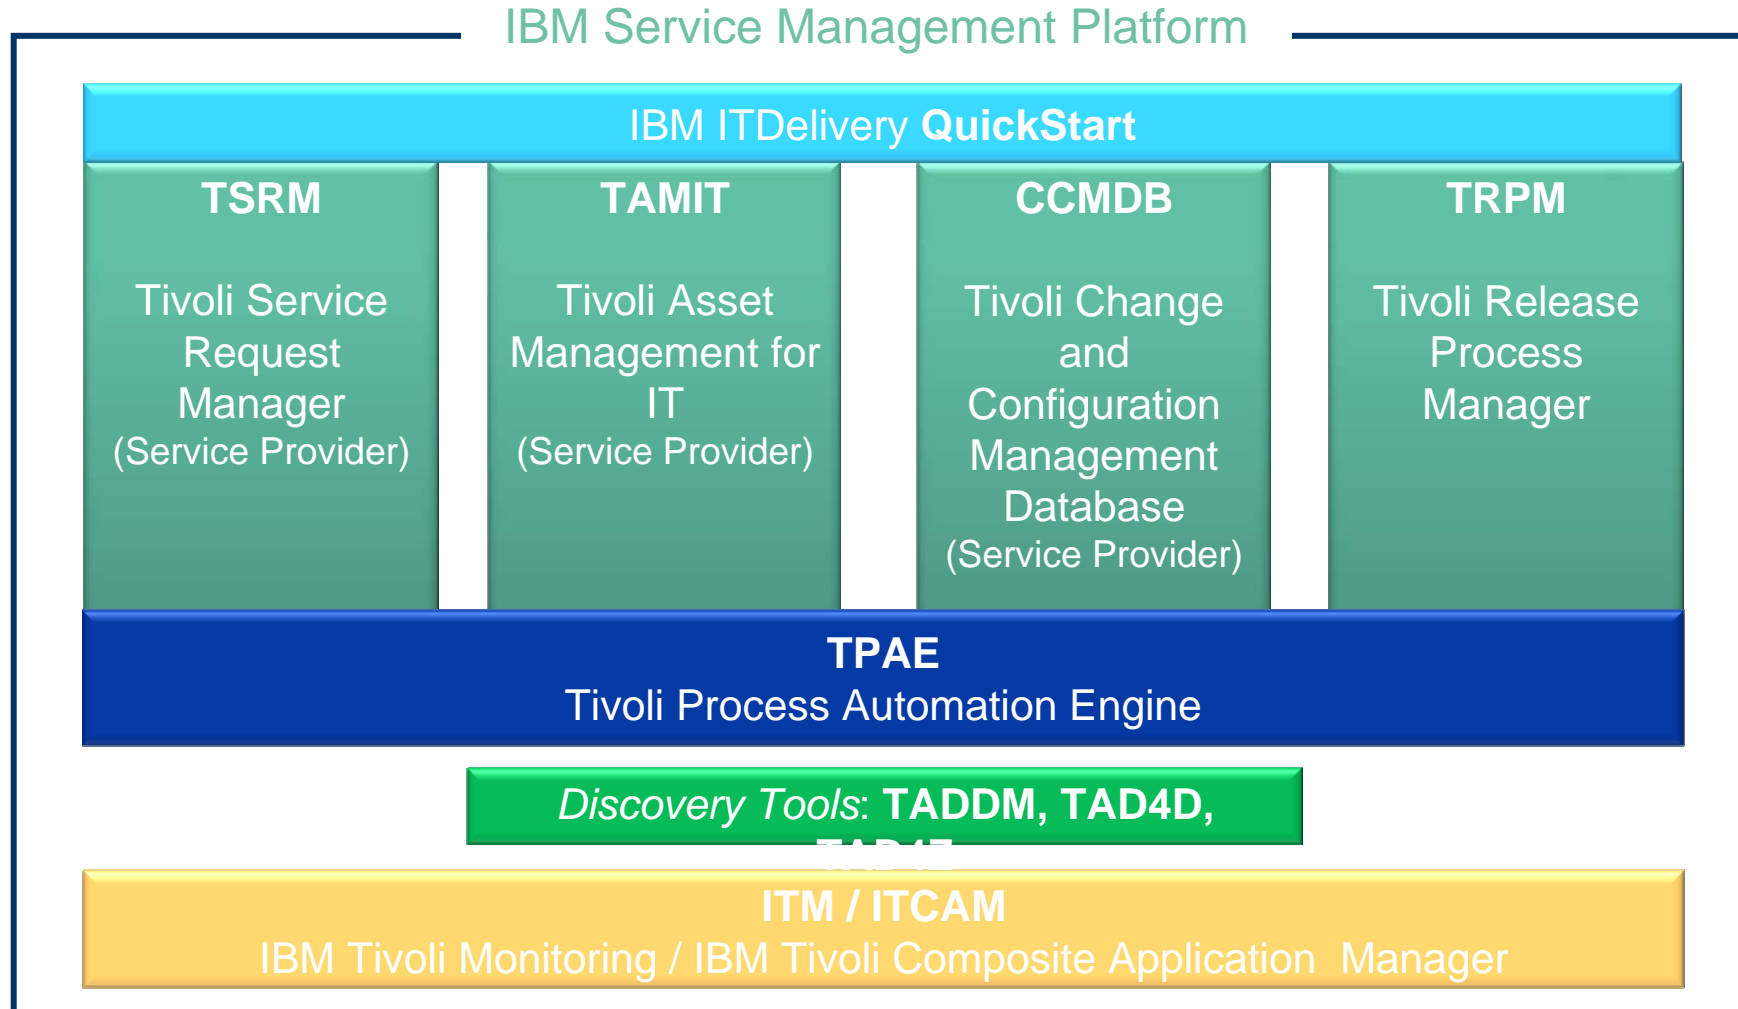 IBM Service Management Platform
IBM ITDelivery QuickStart
TSRM
Tivoli Service
Request
Manager
(Service Provider)
TAMIT
Tivoli Asset
Management for
IT
(Service Provider)
CCMDB
Tivoli Change
and
Configuration
Management
Database
(Service Provider)
TRPM
Tivoli Release
Process
Manager
TPAE
Tivoli Process Automation Engine
Discovery Tools: TADDM, TAD4D,
TAD4Z
ITM / ITCAM
IBM Tivoli Monitoring / IBM Tivoli Composite Application Manager